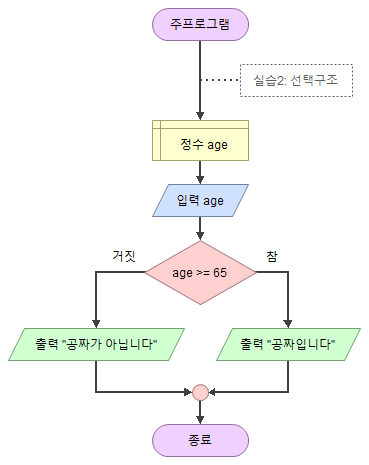 주프로그램
실습2: 선택구조
정수 age
입력 age
거짓
참
age >= 65
출력 "공짜가 아닙니다"
출력 "공짜입니다"
종료